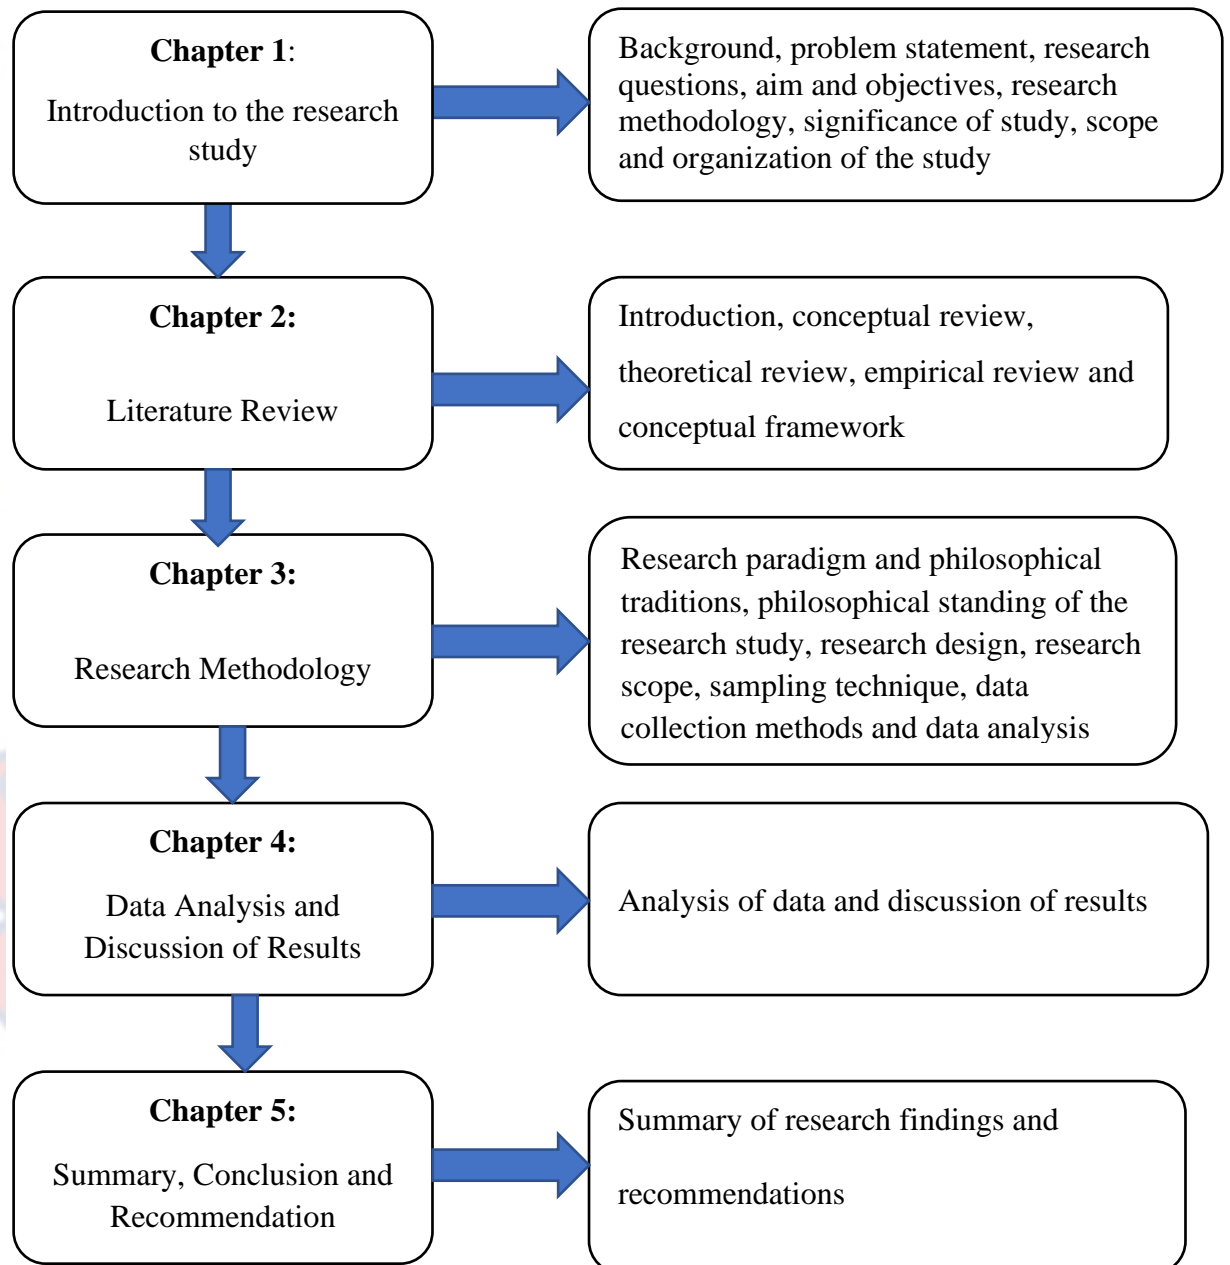 Chapter 1:
Introduction to the research
study
Background, problem statement, research
questions, aim and objectives, research
methodology, significance of study, scope
and organization of the study
Chapter 2:
Literature Review
Introduction, conceptual review,
theoretical review, empirical review and
conceptual framework
Chapter 3:
Research Methodology
Research paradigm and philosophical
traditions, philosophical standing of the
research study, research design, research
scope, sampling technique, data
collection methods and data analysis
Chapter 4:
Data Analysis and
Discussion of Results
Analysis of data and discussion of results
Chapter 5:
Summary, Conclusion and
Recommendation
Summary of research findings and
recommendations